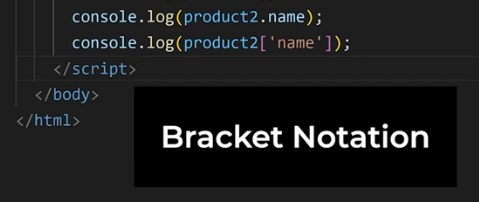 console.log(product2.name);
console.log(product2['name']);
</script>
</body>
</html>
Bracket Notation